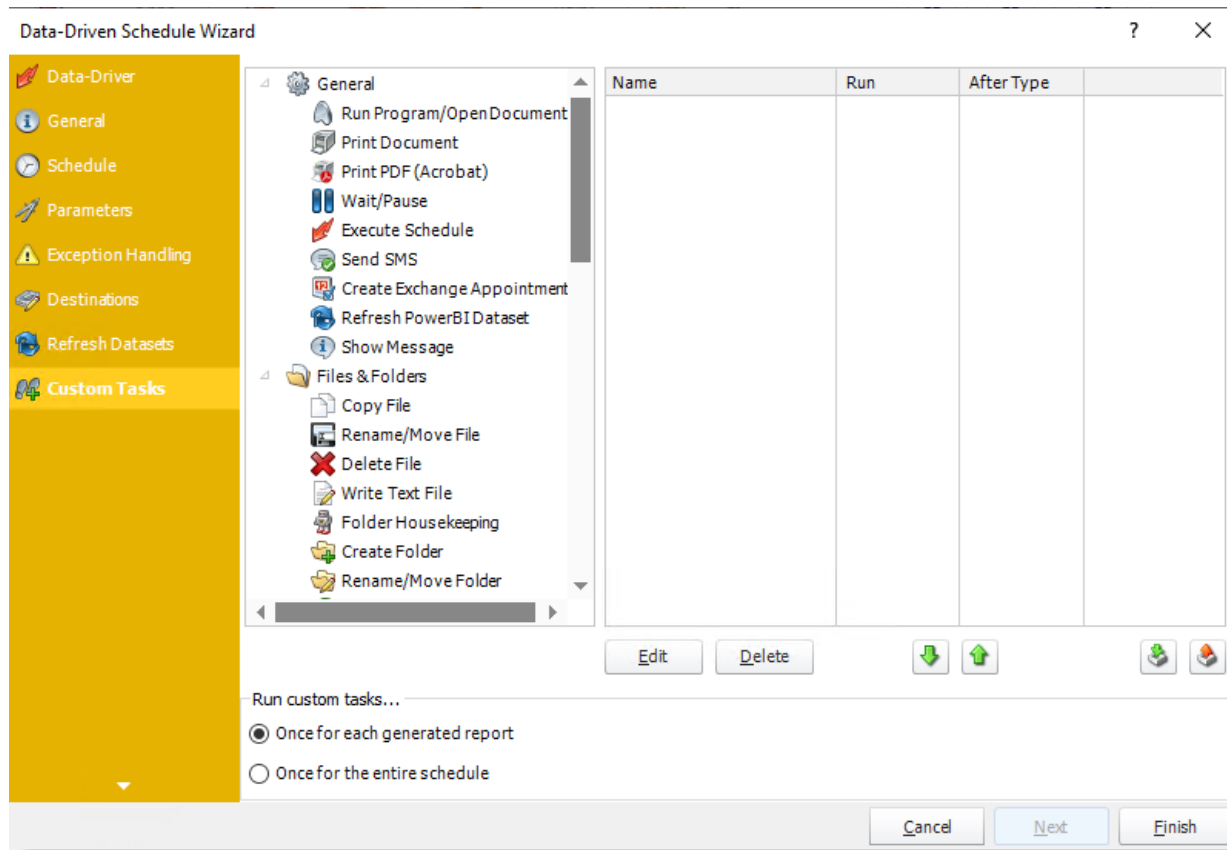 Data-Driven Schedule Wizard
?
Data-Driver
General
Schedule
Parameters
Exception Handling
Destinations
Refresh Datasets
Custom Tasks
General
Run Program/Open Document
Print Document
Print PDF (Acrobat)
Wait/Pause
Execute Schedule
Send SMS
Create Exchange Appointment
Refresh PowerBI Dataset
Show Message
Files & Folders
Copy File
Rename/Move File
Delete File
Write Text File
Folder Housekeeping
Create Folder
Rename/Move Folder
Name Run After Type
Edit Delete
Run custom tasks...
Once for each generated report
Once for the entire schedule
Cancel Next Finish